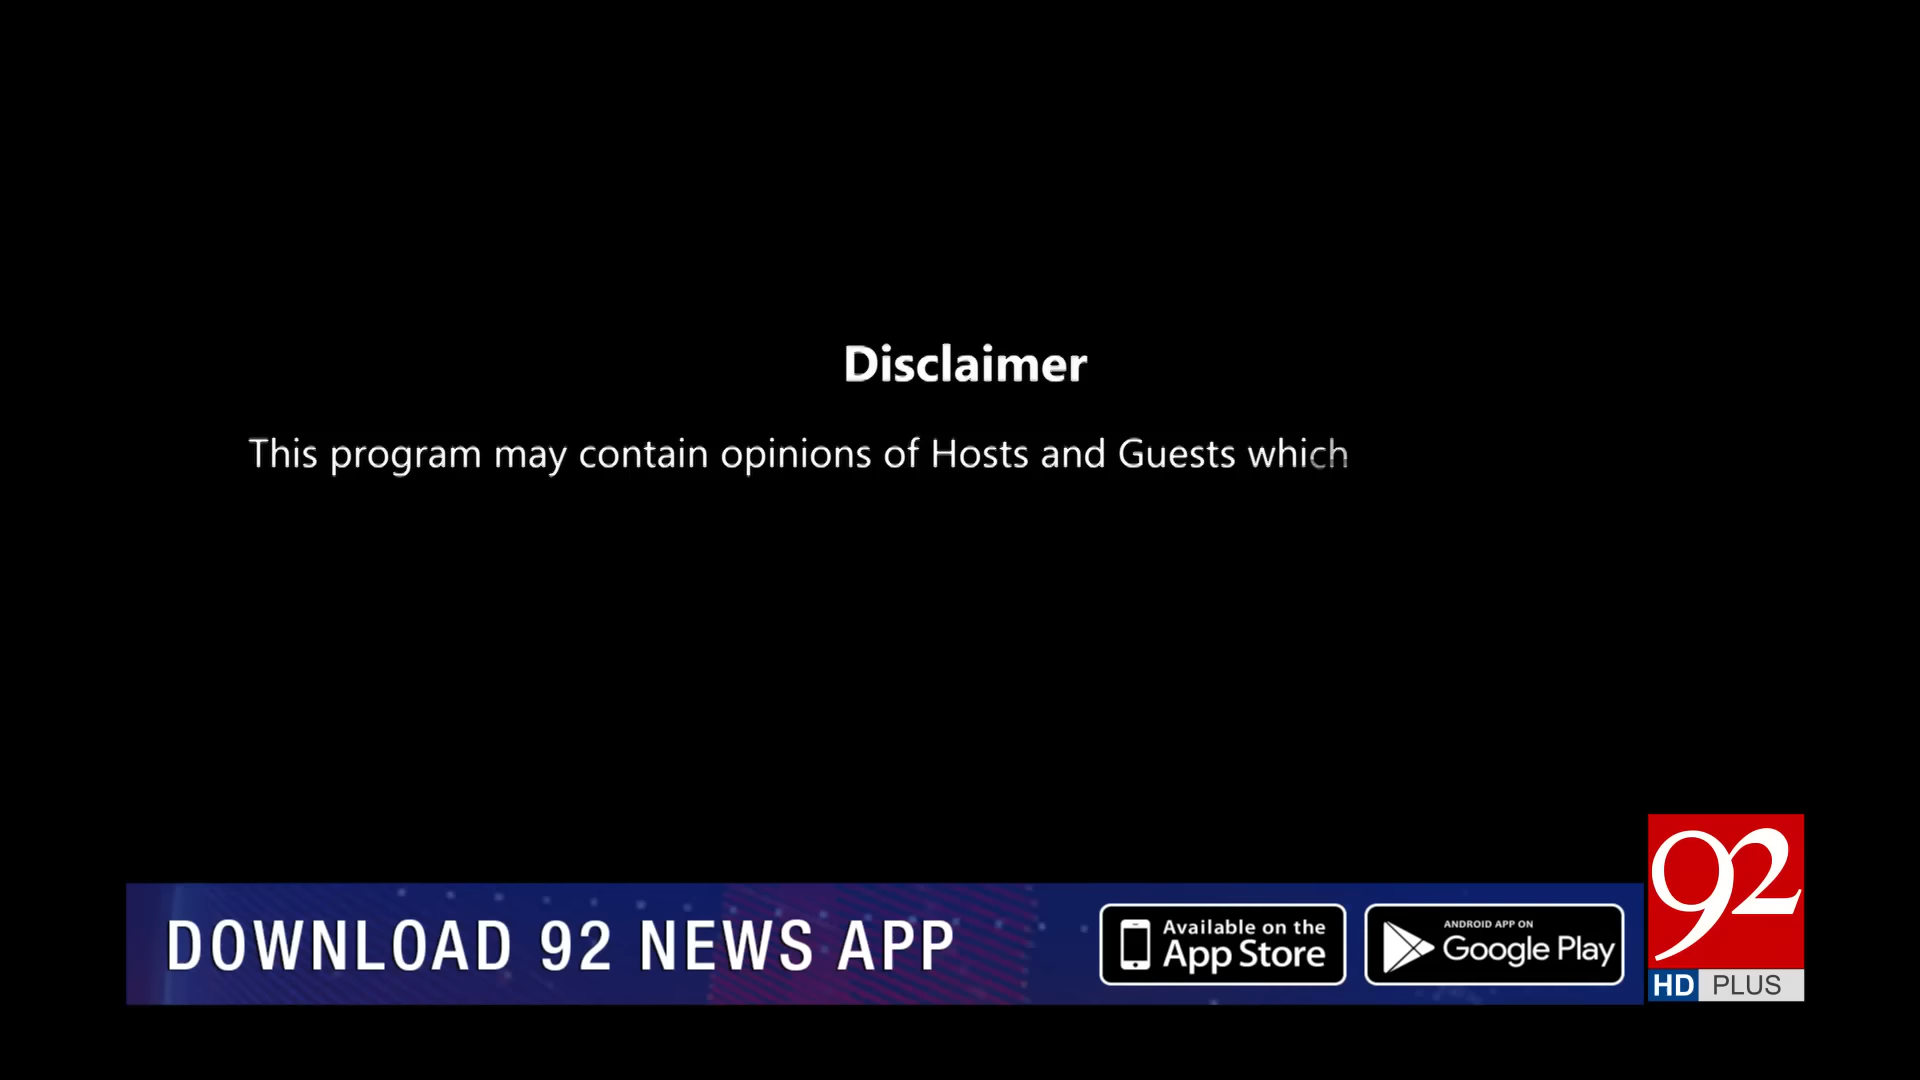 Disclaimer
This program may contain opinions of Hosts and Guests which
DOWNLOAD 92 NEWS APP
Available on the
App Store
ANDROID APP ON
Google Play
92
HD PLUS